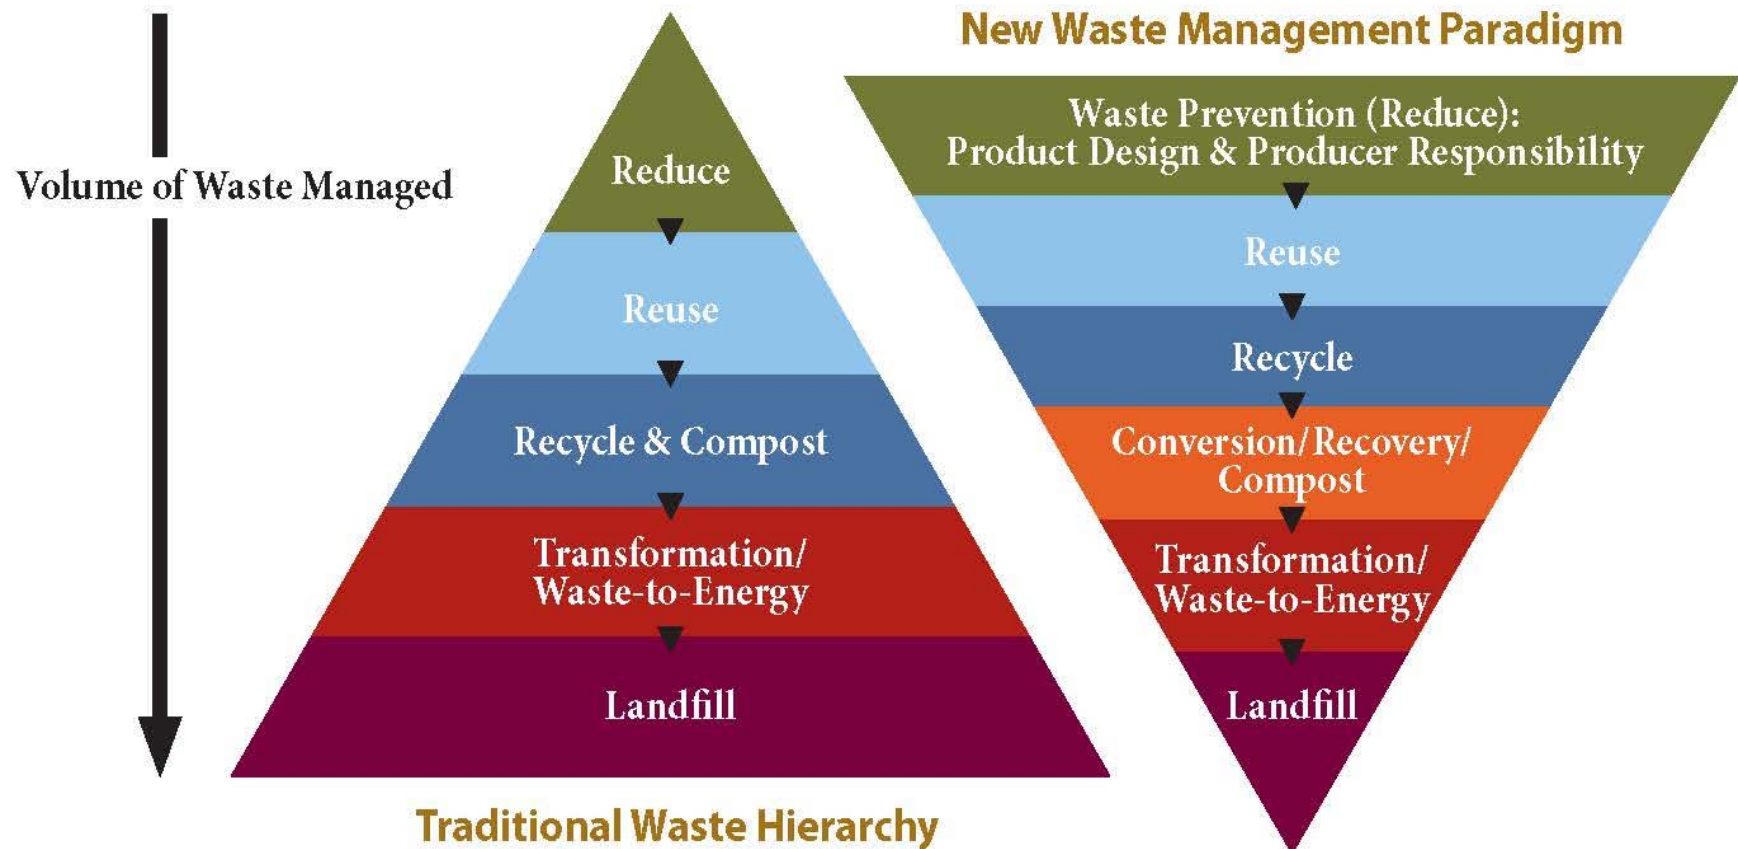 Volume of Waste Managed
Reduce
Reuse
Recycle & Compost
Transformation/
Waste-to-Energy
Landfill
Traditional Waste Hierarchy
New Waste Management Paradigm
Waste Prevention (Reduce):
Product Design & Producer Responsibility
Reuse
Recycle
Conversion/Recovery/
Compost
Transformation/
Waste-to-Energy
Landfill